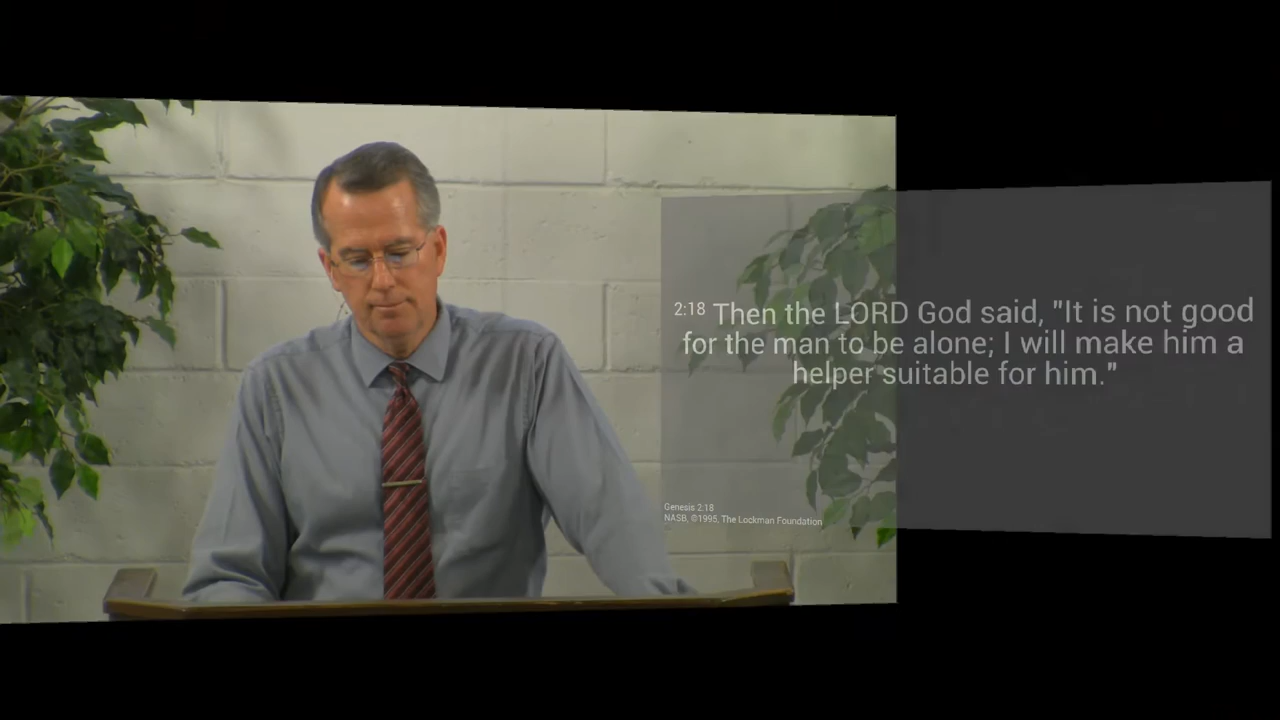 2:18 Then the LORD God said, "It is not good
for the man to be alone; I will make him a
helper suitable for him."
Genesis 2:18
NASB, ©1995, The Lockman Foundation